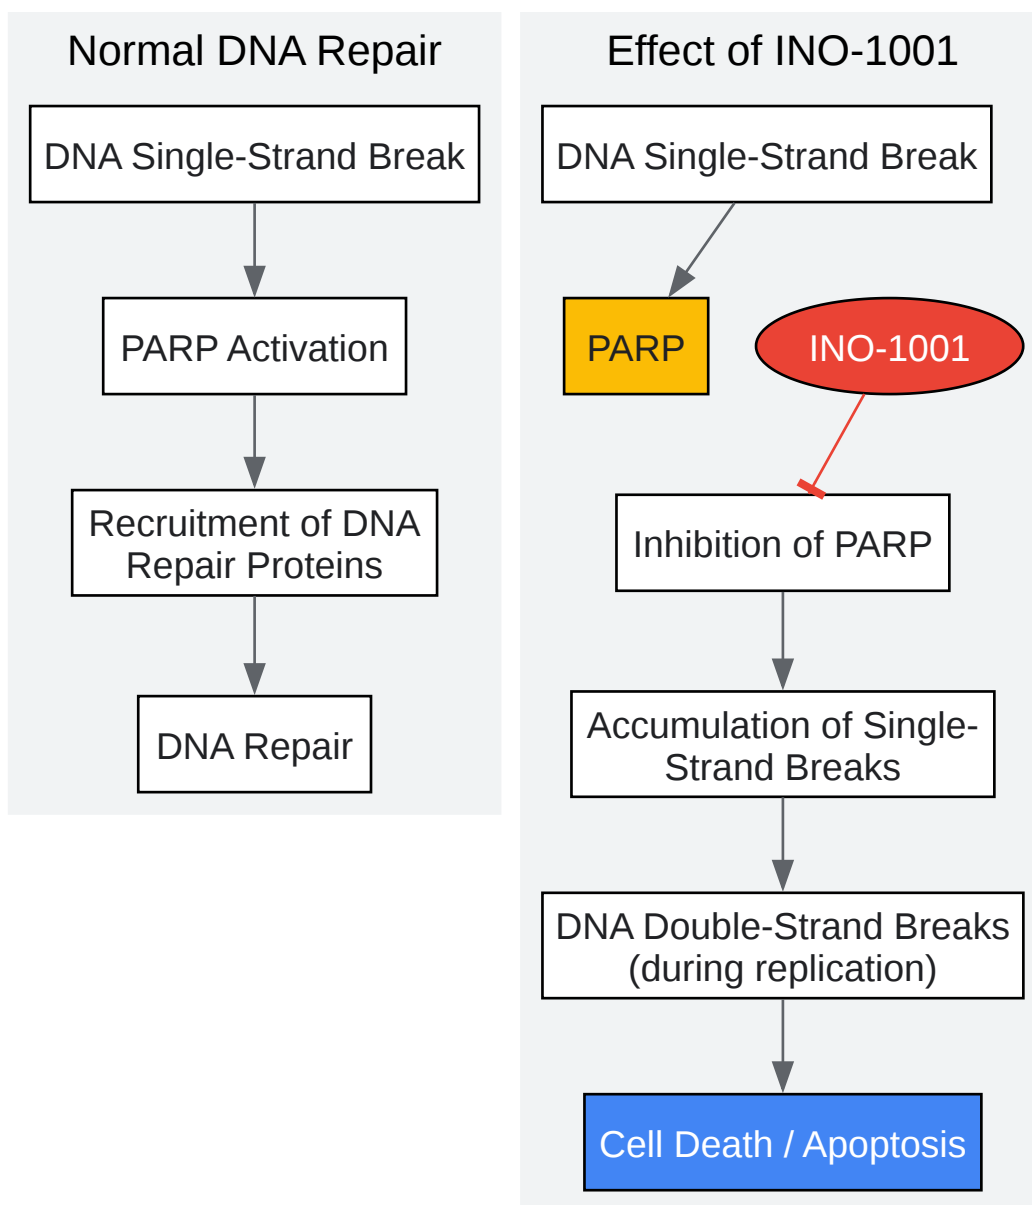 Normal DNA Repair
DNA Single-Strand Break
PARP Activation
Recruitment of DNA
Repair Proteins
DNA Repair
Effect of INO-1001
DNA Single-Strand Break
PARP
INO-1001
Inhibition of PARP
Accumulation of Single-
Strand Breaks
DNA Double-Strand Breaks
(during replication)
Cell Death / Apoptosis